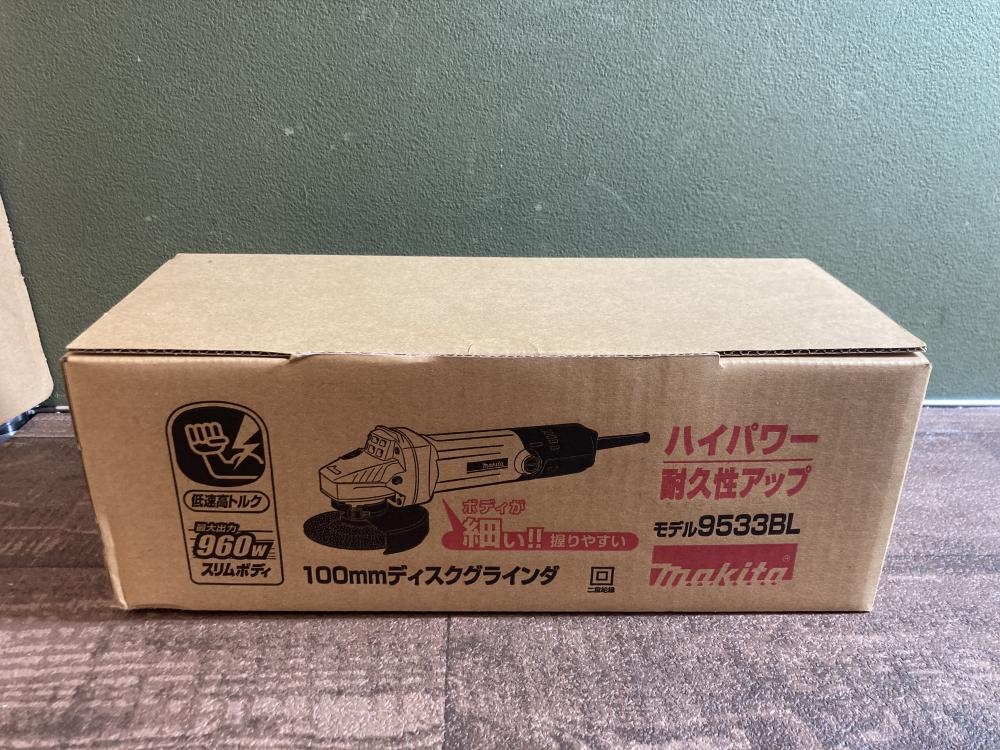 低速高トルク
最大出力
960w
スリムボディ
makita
ボディが
細い!! 握りやすい
100mmディスクグラインダ
二重絶縁
ハイパワー
耐久性アップ
モデル9533BL
makita®